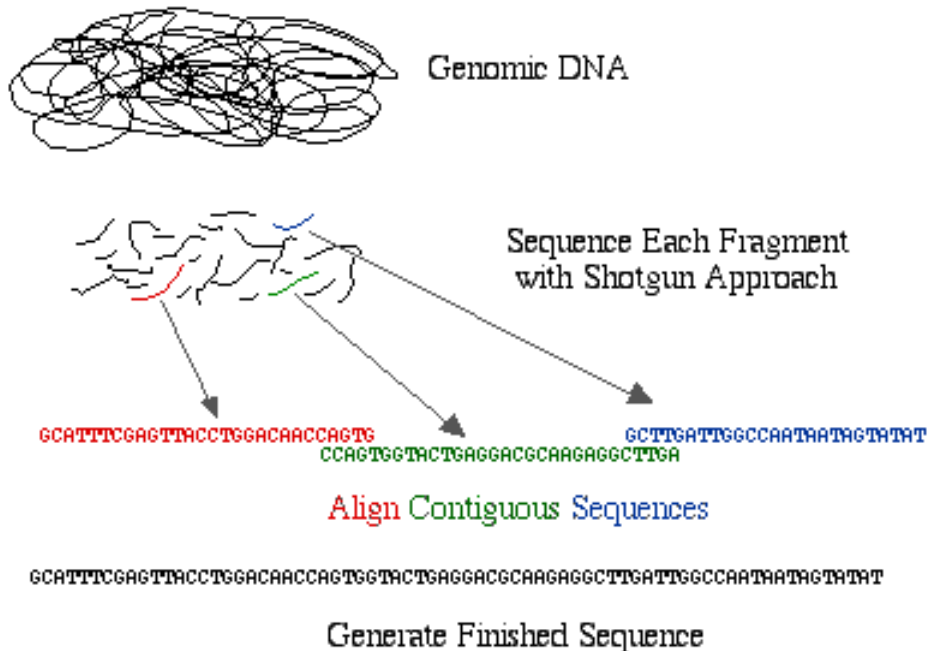 Genomic DNA
Sequence Each Fragment
with Shotgun Approach
GCATTTCGAGTTACCTGGACAACCAGTG
GCTTGATTGGCCAATAATAGTATAT
CCAGTGGTACTGAGGACGCAAGAGGCTTGA
Align Contiguous Sequences
GCATTTCGAGTTACCTGGACAACCAGTGGTACTGAGGACGCAAGAGGCTTGATTGGCCAATAATAGTATAT
Generate Finished Sequence